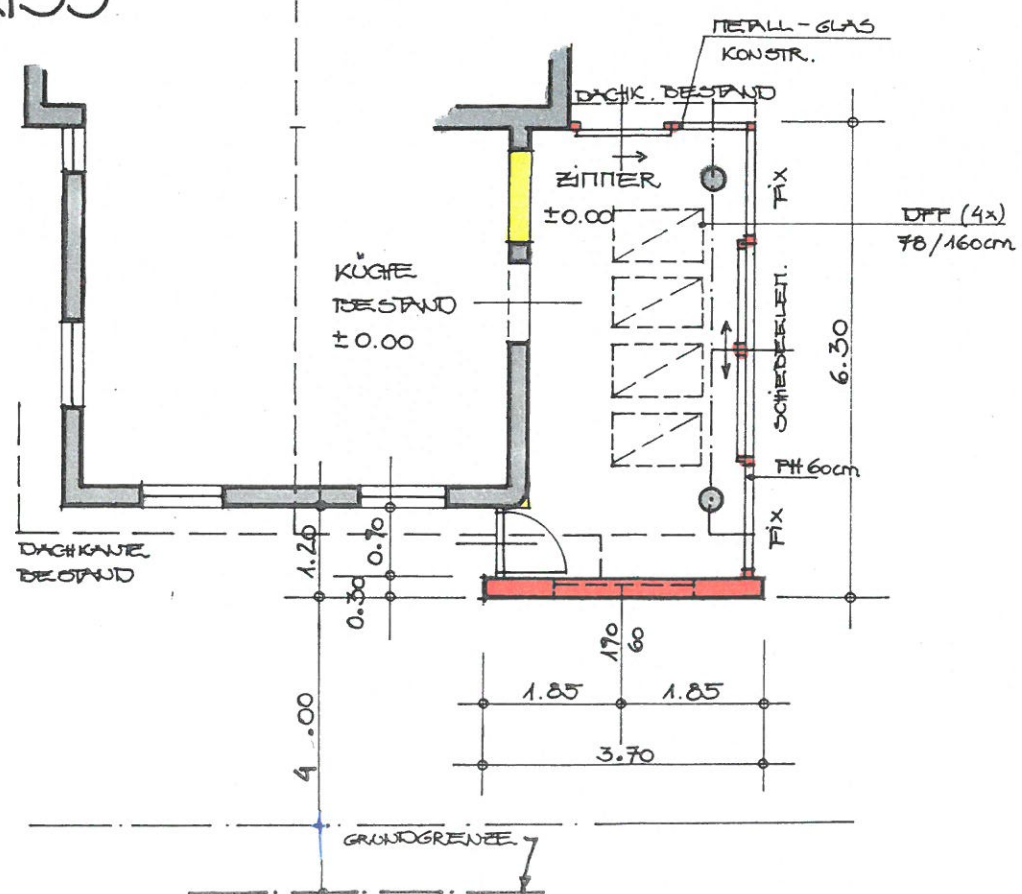 METALL-GLAS
KONSTR.
DACHK. BESTAND
ZIMMER
±0.00
FIX
DFF (4x)
78/160cm
KÜCHE
BESTAND
±0.00
SCHIEBEELEM.
6.30
PH 60cm
FIX
DACHKANTE
BESTAND
1.20
0.70
0.30
190
60
1.85
1.85
3.70
4.00
GRUNDGRENZE